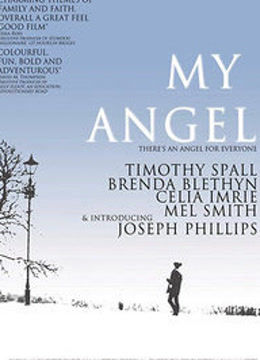 CHARMING THEMES OF
FAMILY AND FAITH.
OVERALL A GREAT FEEL
GOOD FILM"
COLOURFUL,
FUN, BOLD AND
ADVENTUROUS"
MY
ANGEL
THERE'S AN ANGEL FOR EVERYONE
TIMOTHY SPALL
BRENDA BLETHYN
CELIA IMRIE
MEL SMITH
& INTRODUCING
JOSEPH PHILLIPS